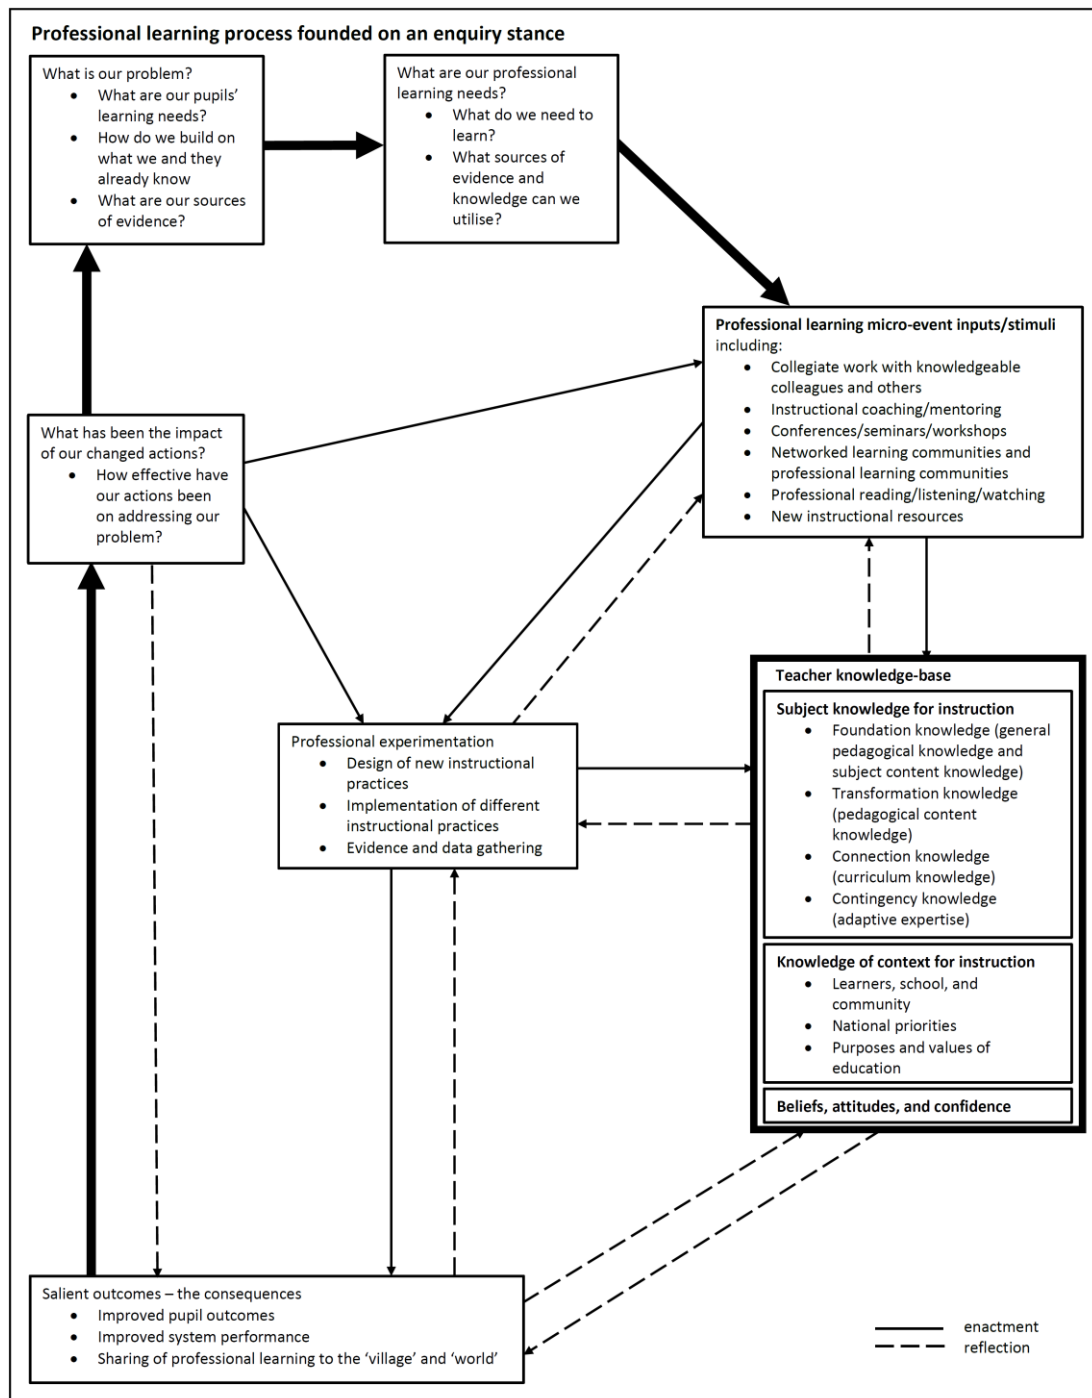 Professional learning process founded on an enquiry stance
What is our problem?
• What are our pupils'
learning needs?
• How do we build on
what we and they
already know
• What are our sources
of evidence?
What are our professional
learning needs?
• What do we need to
learn?
• What sources of
evidence and
knowledge can we
utilise?
Professional learning micro-event inputs/stimuli
including:
• Collegiate work with knowledgeable
colleagues and others
• Instructional coaching/mentoring
• Conferences/seminars/workshops
• Networked learning communities and
professional learning communities
• Professional reading/listening/watching
• New instructional resources
What has been the impact
of our changed actions?
• How effective have
our actions been
on addressing our
problem?
Professional experimentation
• Design of new instructional
practices
• Implementation of different
instructional practices
• Evidence and data gathering
Teacher knowledge-base
Subject knowledge for instruction
• Foundation knowledge (general
pedagogical knowledge and
subject content knowledge)
• Transformation knowledge
(pedagogical content
knowledge)
• Connection knowledge
(curriculum knowledge)
• Contingency knowledge
(adaptive expertise)
Knowledge of context for instruction
• Learners, school, and
community
• National priorities
• Purposes and values of
education
Beliefs, attitudes, and confidence
Salient outcomes – the consequences
• Improved pupil outcomes
• Improved system performance
• Sharing of professional learning to the 'village' and 'world'
enactment
reflection